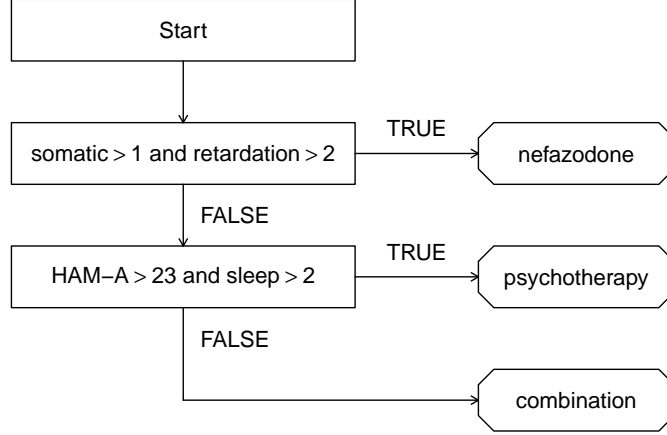 Start
somatic > 1 and retardation > 2
TRUE
nefazodone
FALSE
HAM−A > 23 and sleep > 2
TRUE
psychotherapy
FALSE
combination